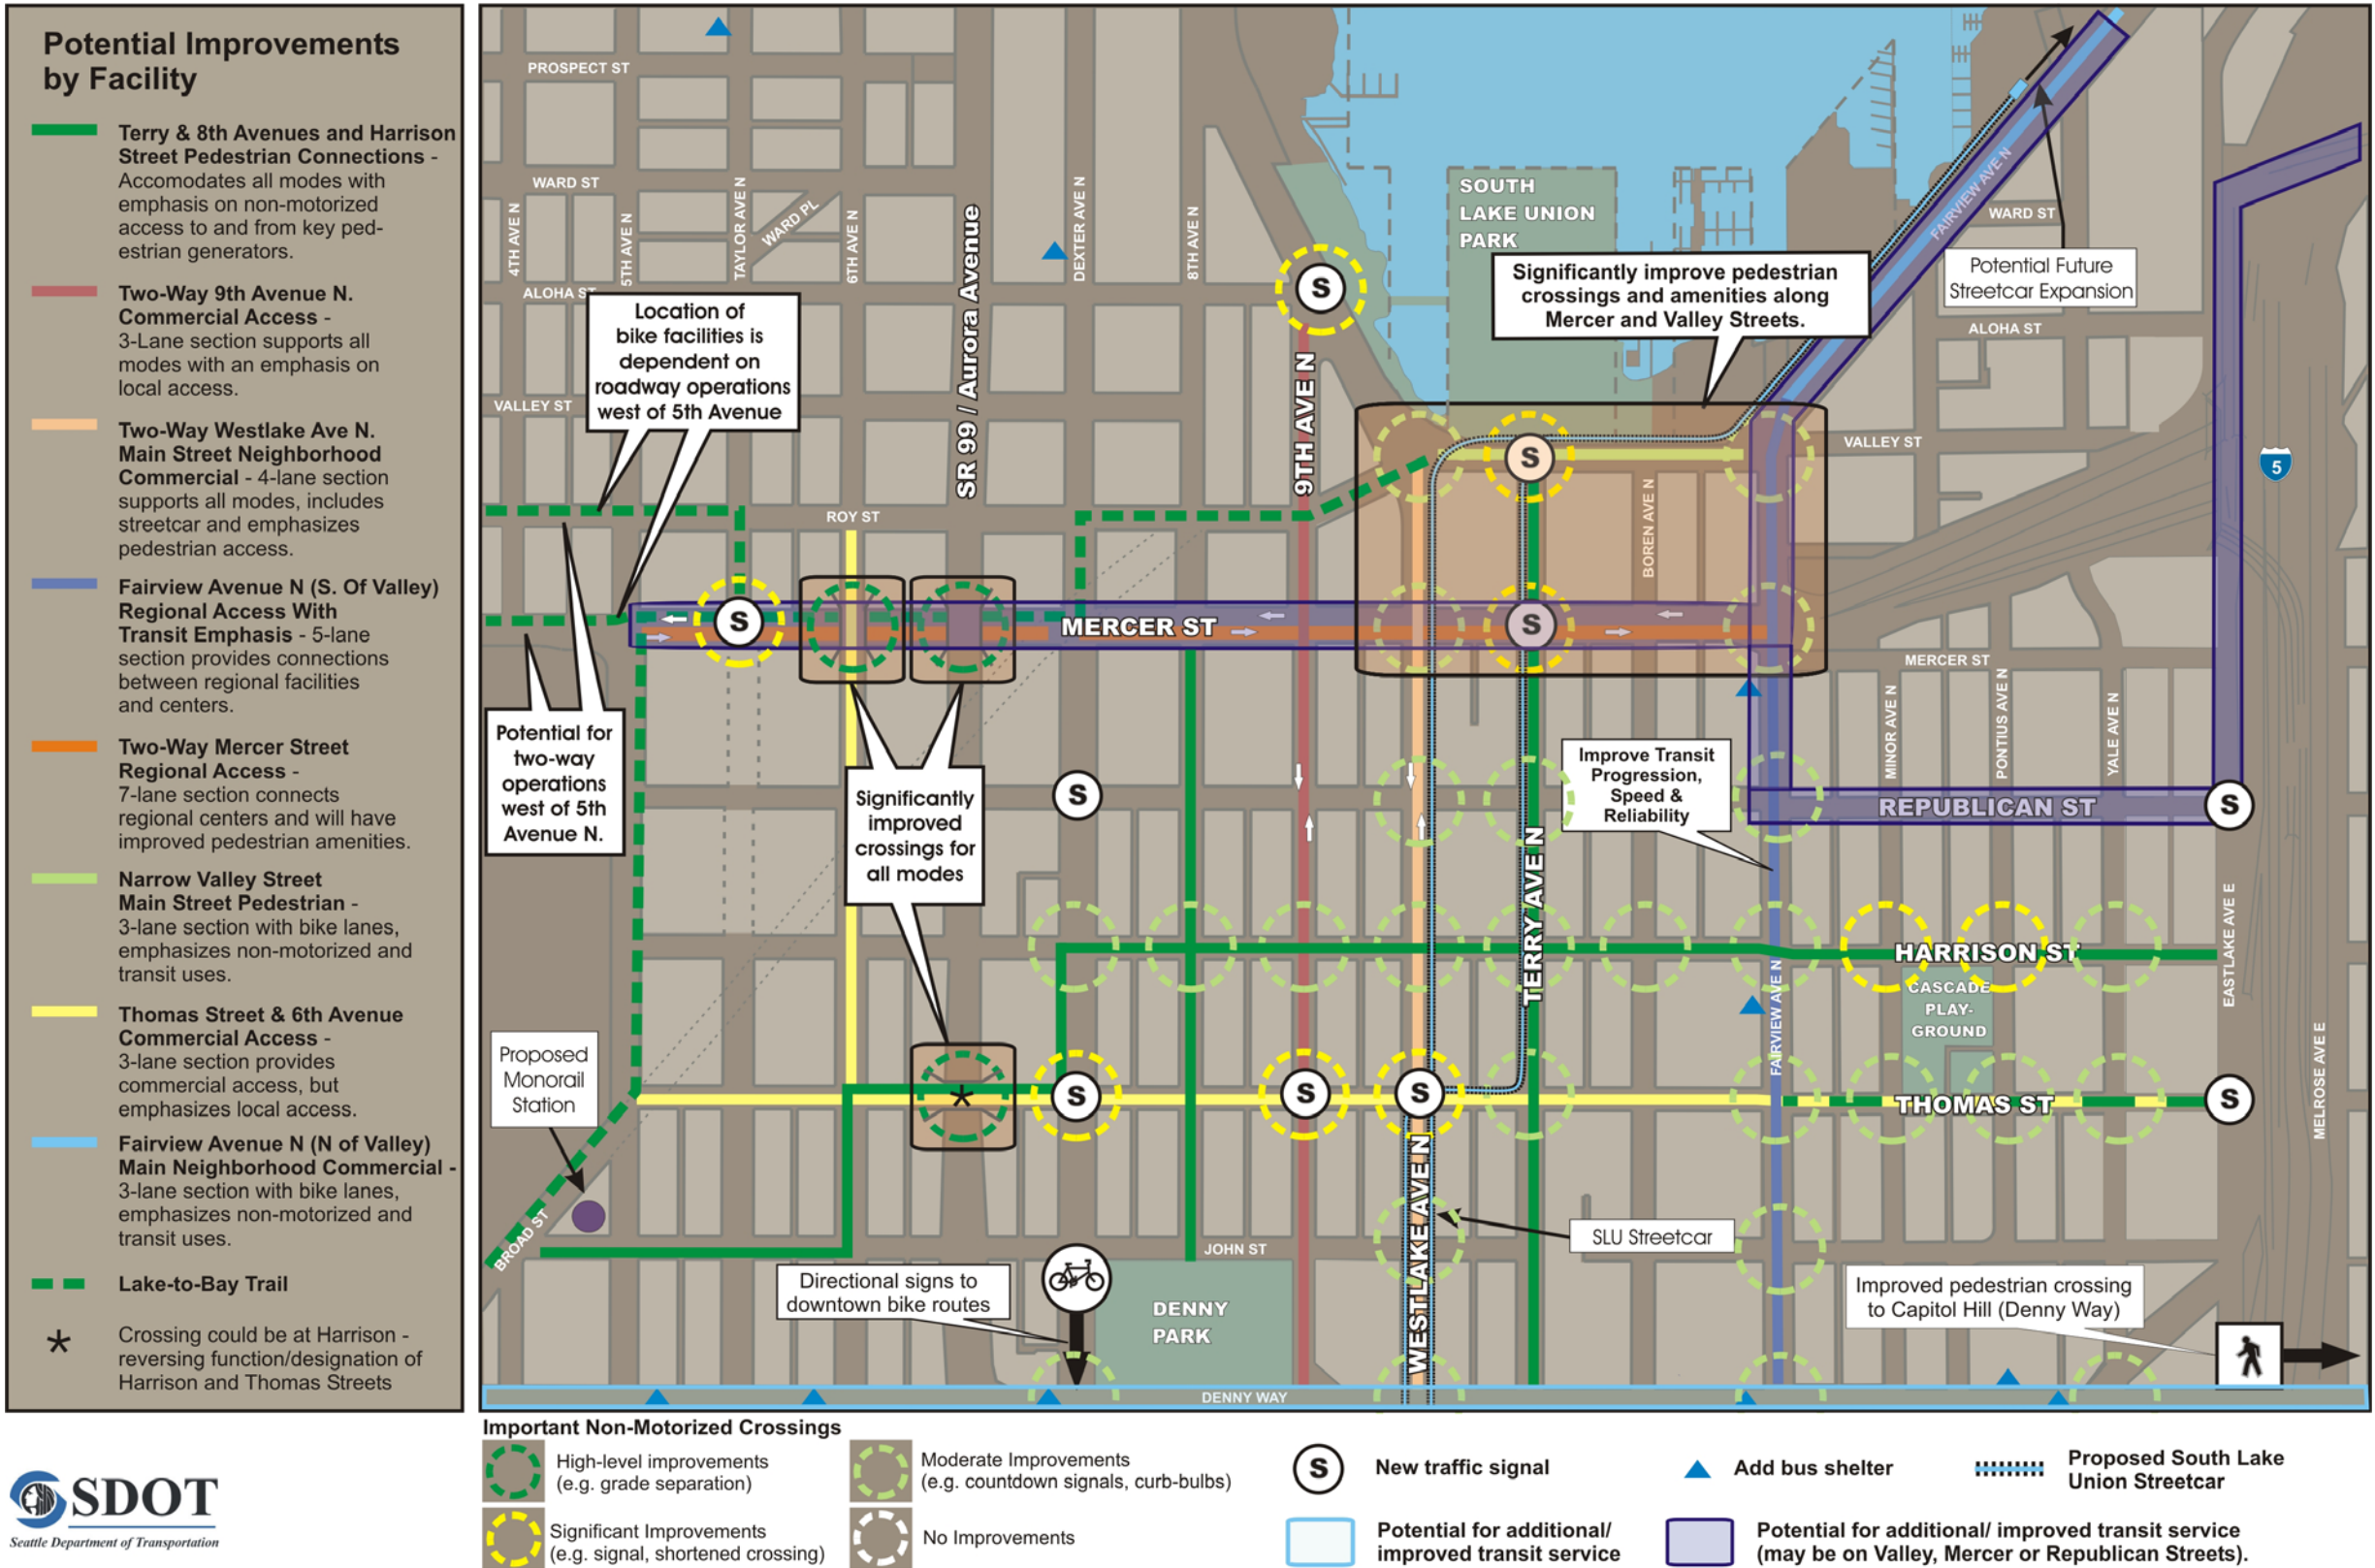 Potential Improvements
by Facility
Terry & 8th Avenues and Harrison
Street Pedestrian Connections -
Accomodates all modes with
emphasis on non-motorized
access to and from key ped-
estrian generators.
Two-Way 9th Avenue N.
Commercial Access -
3-Lane section supports all
modes with an emphasis on
local access.
Two-Way Westlake Ave N.
Main Street Neighborhood
Commercial - 4-lane section
supports all modes, includes
streetcar and emphasizes
pedestrian access.
Fairview Avenue N (S. Of Valley)
Regional Access With
Transit Emphasis - 5-lane
section provides connections
between regional facilities
and centers.
Two-Way Mercer Street
Regional Access -
7-lane section connects
regional centers and will have
improved pedestrian amenities.
Narrow Valley Street
Main Street Pedestrian -
3-lane section with bike lanes,
emphasizes non-motorized and
transit uses.
Thomas Street & 6th Avenue
Commercial Access -
3-lane section provides
commercial access, but
emphasizes local access.
Fairview Avenue N (N of Valley)
Main Neighborhood Commercial -
3-lane section with bike lanes,
emphasizes non-motorized and
transit uses.
Lake-to-Bay Trail
* Crossing could be at Harrison -
reversing function/designation of
Harrison and Thomas Streets
SDOT
Seattle Department of Transportation
PROSPECT ST
WARD ST
4TH AVE N
5TH AVE N
TAYLOR AVE N
WARD PL
6TH AVE N
SR 99 / Aurora Avenue
DEXTER AVE N
8TH AVE N
SOUTH
LAKE UNION
PARK
FAIRVIEW AVE N
WARD ST
ALOHA ST
S
Location of
bike facilities is
dependent on
roadway operations
west of 5th Avenue
Significantly improve pedestrian
crossings and amenities along
Mercer and Valley Streets.
Potential Future
Streetcar Expansion
ALOHA ST
VALLEY ST
9TH AVE N
VALLEY ST
S
5
ROY ST
BOREN AVE N
S
MERCER ST
S
MERCER ST
Potential for
two-way
operations
west of 5th
Avenue N.
MINOR AVE N
PONTIUS AVE N
YALE AVE N
Significantly
improved
crossings for
all modes
S
Improve Transit
Progression,
Speed &
Reliability
REPUBLICAN ST
S
TERRY AVE N
HARRISON ST
EASTLAKE AVE E
CASCADE
PLAY-
GROUND
FAIRVIEW AVE N
MELROSE AVE E
Proposed
Monorail
Station
*
S
S
S
THOMAS ST
S
BROAD ST
WESTLAKE AVE N
SLU Streetcar
JOHN ST
Directional signs to
downtown bike routes
DENNY
PARK
Improved pedestrian crossing
to Capitol Hill (Denny Way)
DENNY WAY
Important Non-Motorized Crossings
High-level improvements
(e.g. grade separation)
Moderate Improvements
(e.g. countdown signals, curb-bulbs)
Significant Improvements
(e.g. signal, shortened crossing)
No Improvements
S
New traffic signal
Add bus shelter
Proposed South Lake
Union Streetcar
Potential for additional/
improved transit service
Potential for additional/ improved transit service
(may be on Valley, Mercer or Republican Streets).